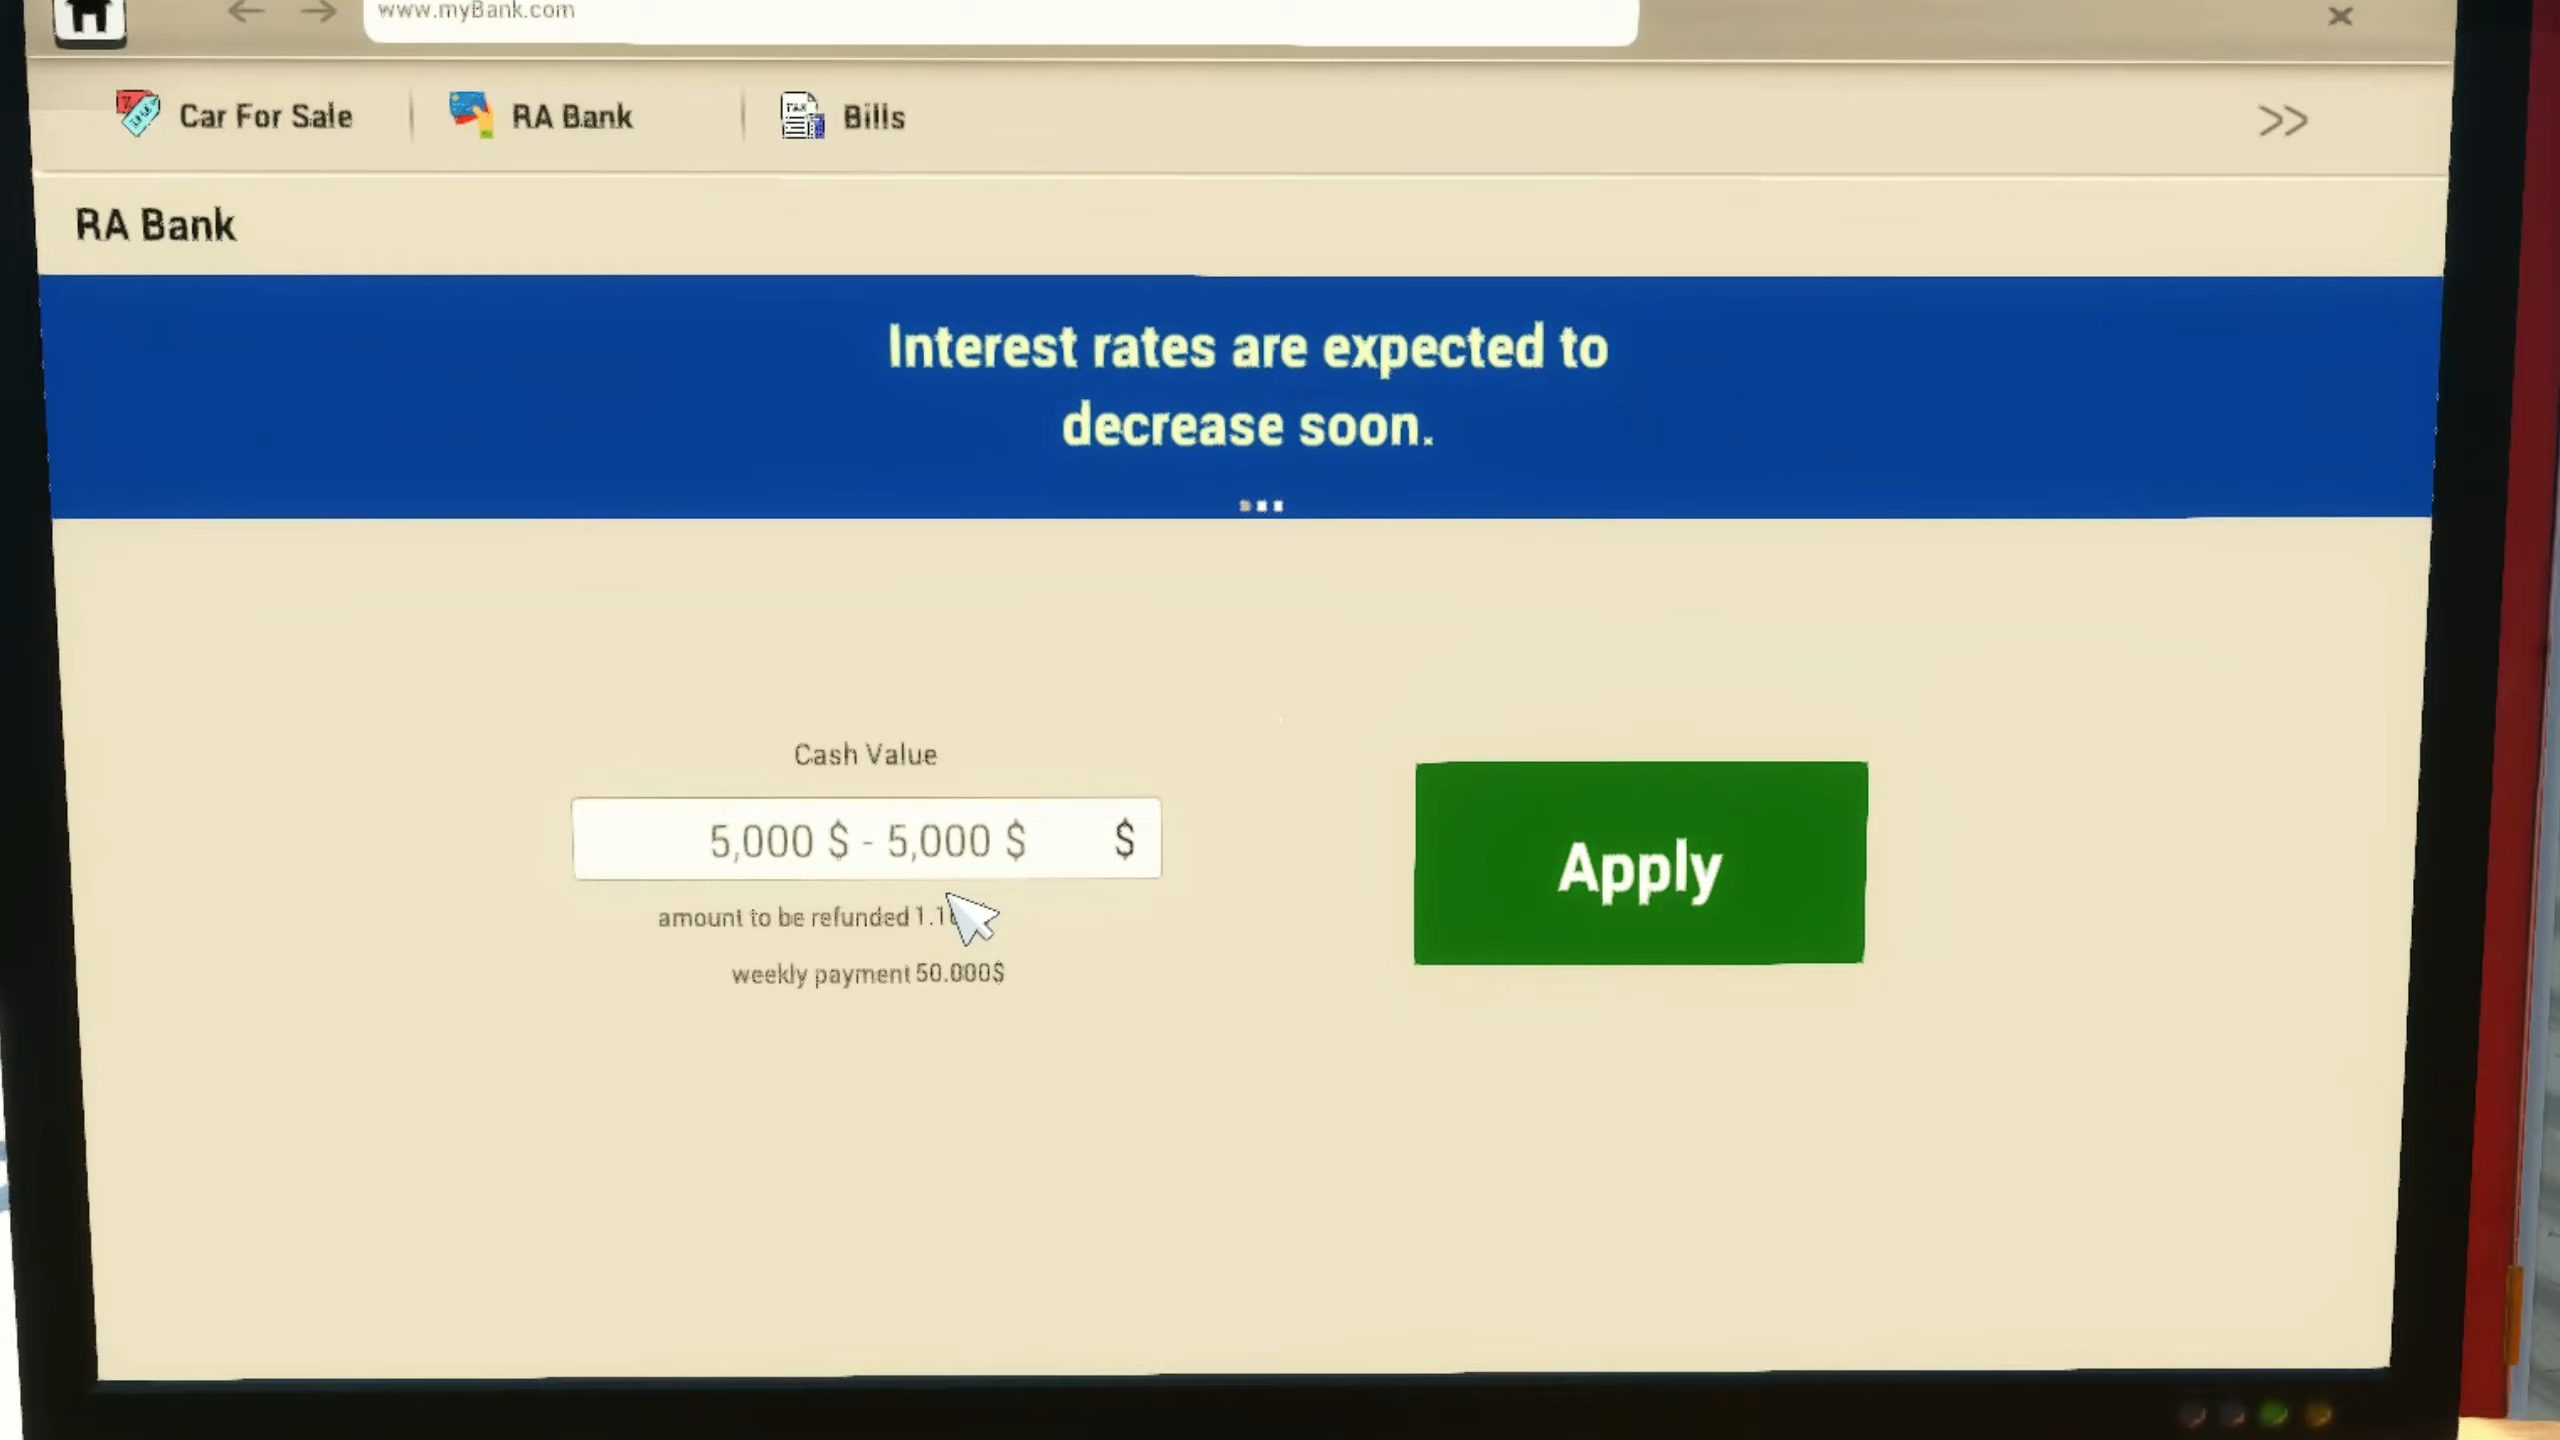 www.myBank.com
Car For Sale
RA Bank
Bills
>>
RA Bank
Interest rates are expected to
decrease soon.
Cash Value
5,000 $ - 5,000 $ $
amount to be refunded
weekly payment 50.000$
Apply